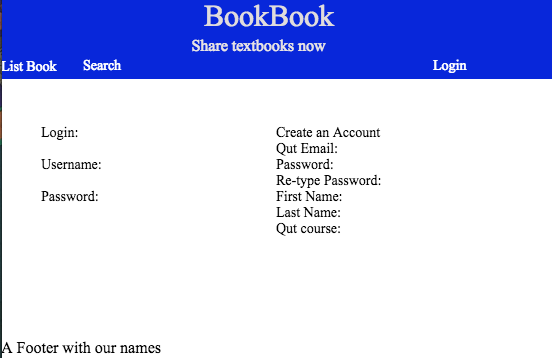 BookBook
Share textbooks now
List Book Search Login
Login:
Username:
Password:
Create an Account
Qut Email:
Password:
Re-type Password:
First Name:
Last Name:
Qut course:
A Footer with our names